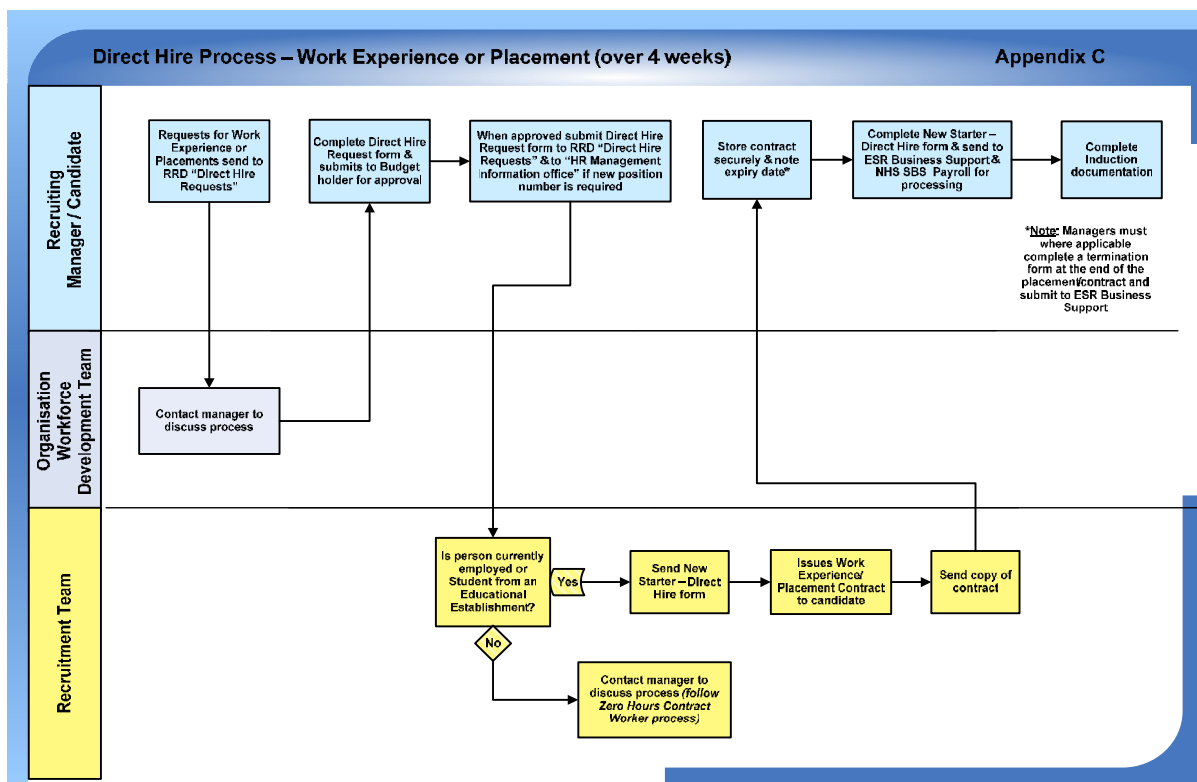 Direct Hire Process – Work Experience or Placement (over 4 weeks)
Appendix C
Recruiting
Manager / Candidate
Requests for Work
Experience or
Placements send to
RRD "Direct Hire
Requests"
Complete Direct Hire
Request form &
submits to Budget
holder for approval
When approved submit Direct Hire
Request form to RRD "Direct Hire
Requests" & to "HR Management
Information office" if new position
number is required
Store contract
securely & note
expiry date*
Complete New Starter –
Direct Hire form & send to
ESR Business Support &
NHS SBS Payroll for
processing
Complete
Induction
documentation
*Note: Managers must
where applicable
complete a termination
form at the end of the
placement/contract and
submit to ESR Business
Support
Organisation
Workforce
Development Team
Contact manager to
discuss process
Recruitment Team
Is person currently
employed or
Student from an
Educational
Establishment?
Yes
Send New
Starter – Direct
Hire form
Issues Work
Experience/
Placement Contract
to candidate
Send copy of
contract
No
Contact manager to
discuss process (follow
Zero Hours Contract
Worker process)